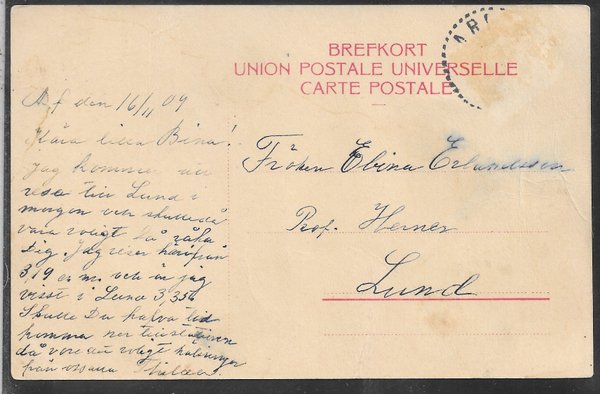 BREFKORT
UNION POSTALE UNIVERSELLE
CARTE POSTALE
ARL
A.f den 16/11 09
Kära lilla Bina!
Jag kommer att
resa till Lund i
morgon och skulle då
vara roligt få råka
Dig. Jag reser härifrån
3,19 e.m. och är jag
visst i Lund 3,35
Skulle Du hafva tid
komma ner till stationen
då vore det roligt hälsningar
från
Fröken Ebina Erlandsson
Prof. Herner
Lund